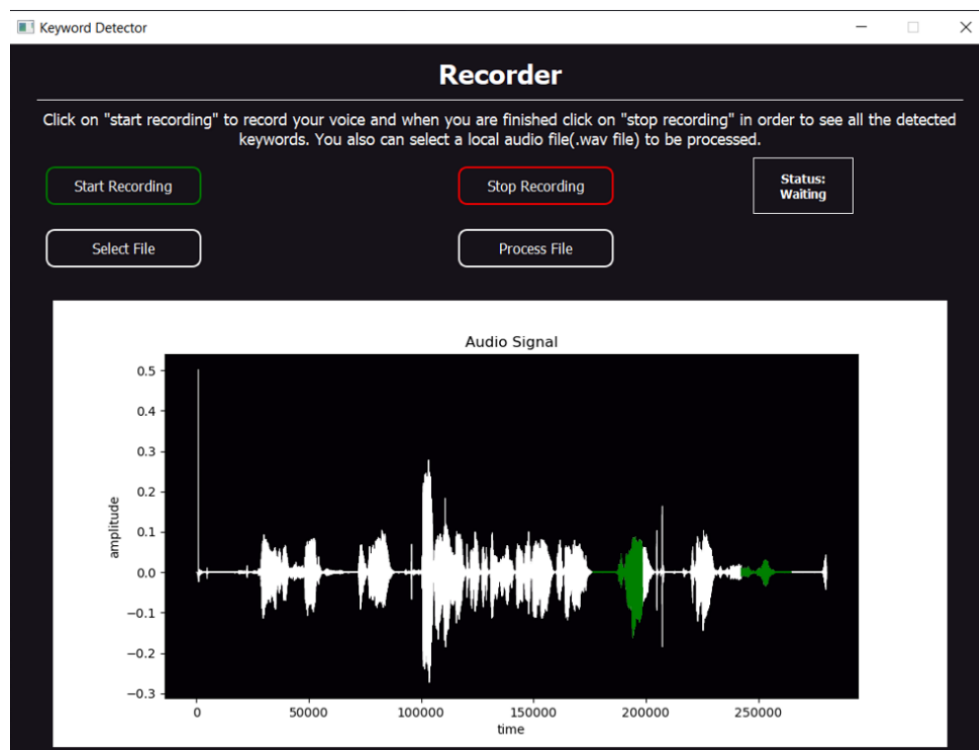 Keyword Detector
Recorder
Click on "start recording" to record your voice and when you are finished click on "stop recording" in order to see all the detected
keywords. You also can select a local audio file(.wav file) to be processed.
Start Recording
Stop Recording
Status:
Waiting
Select File
Process File
Audio Signal
0.5
0.4
0.3
0.2
0.1
0.0
−0.1
−0.2
−0.3
amplitude
0 50000 100000 150000 200000 250000
time